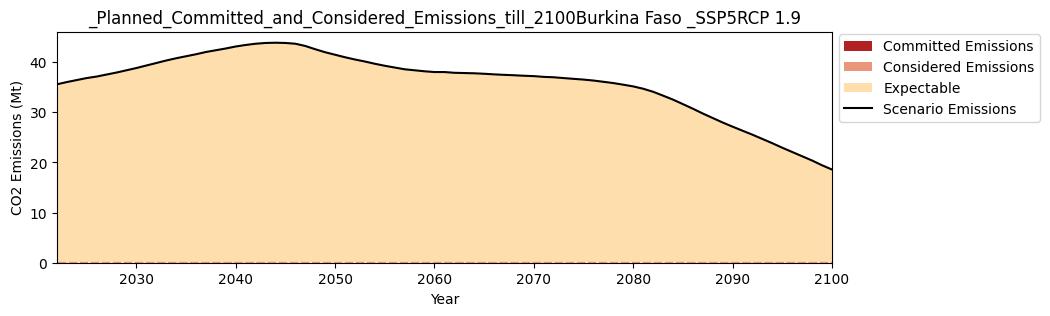 _Planned_Committed_and_Considered_Emissions_till_2100Burkina Faso _SSP5RCP 1.9
Committed Emissions
Considered Emissions
Expectable
Scenario Emissions
CO2 Emissions (Mt)
40
30
20
10
0
2030 2040 2050 2060 2070 2080 2090 2100
Year